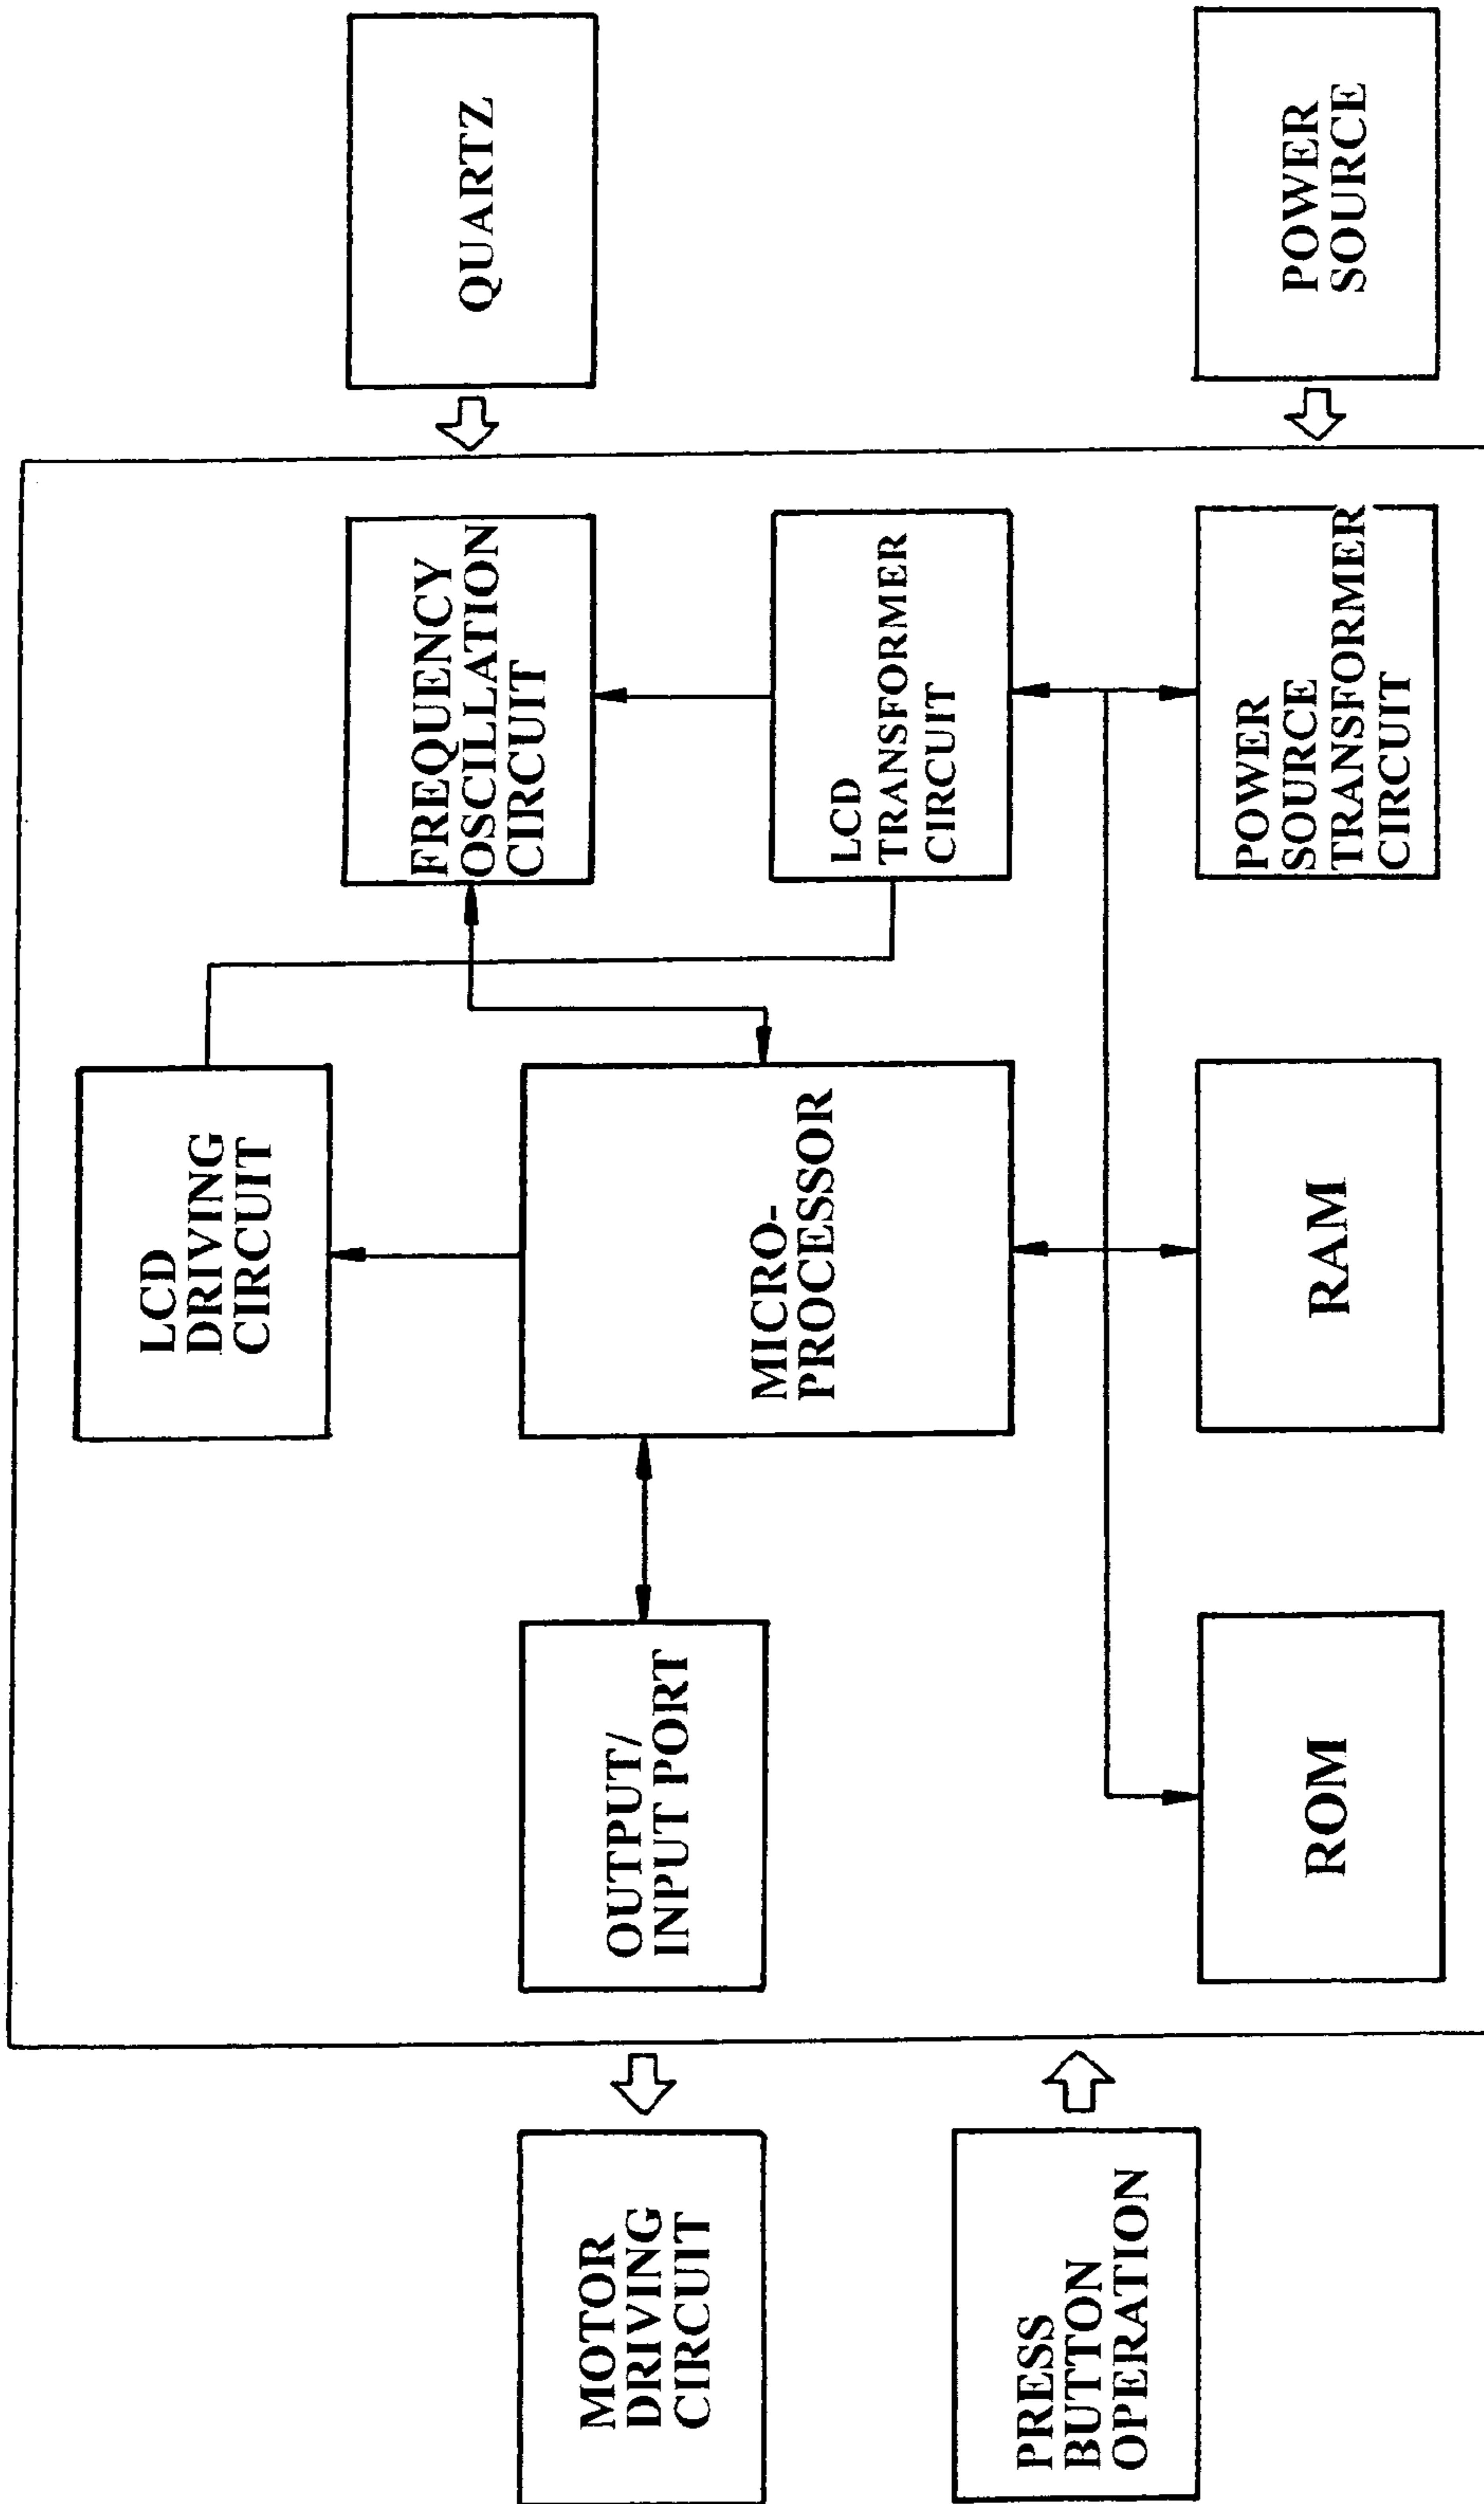 LCD
DRIVING
CIRCUIT
QUARTZ
FREQUENCY
OSCILLATION
CIRCUIT
MOTOR
DRIVING
CIRCUIT
OUTPUT/
INPUT PORT
MICRO-
PROCESSOR
LCD
TRANSFORMER
CIRCUIT
PRESS
BUTTON
OPERATION
ROM
RAM
POWER
SOURCE
TRANSFORMER
CIRCUIT
POWER
SOURCE